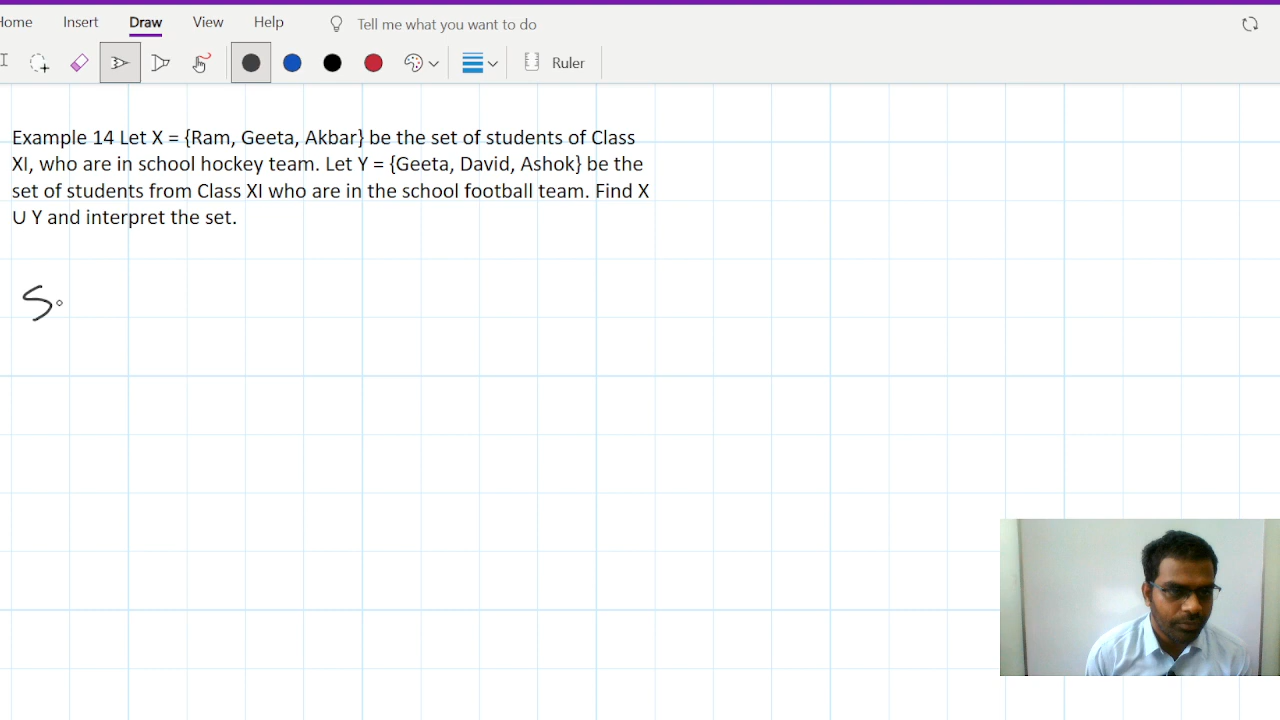 Home Insert Draw View Help Tell me what you want to do
Ruler
Example 14 Let X = {Ram, Geeta, Akbar} be the set of students of Class
XI, who are in school hockey team. Let Y = {Geeta, David, Ashok} be the
set of students from Class XI who are in the school football team. Find X
∪ Y and interpret the set.
S